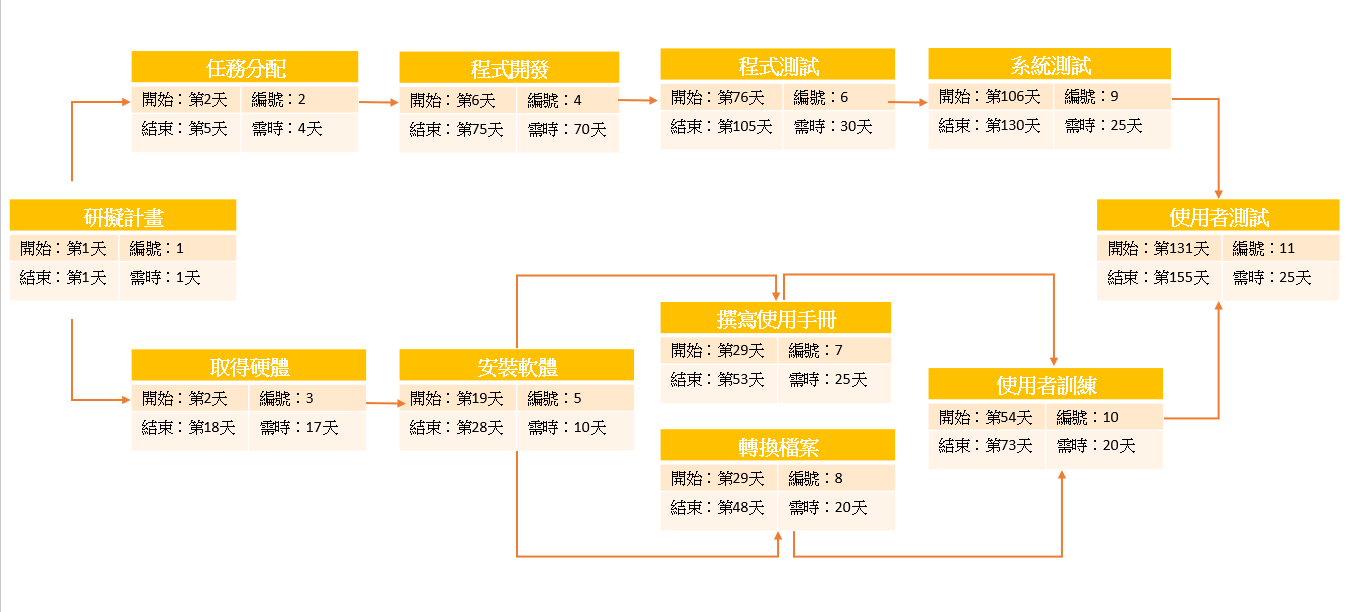 任務分配
開始：第2天 編號：2
結束：第5天 需時：4天
程式開發
開始：第6天 編號：4
結束：第75天 需時：70天
程式測試
開始：第76天 編號：6
結束：第105天 需時：30天
系統測試
開始：第106天 編號：9
結束：第130天 需時：25天
研擬計畫
開始：第1天 編號：1
結束：第1天 需時：1天
使用者測試
開始：第131天 編號：11
結束：第155天 需時：25天
取得硬體
開始：第2天 編號：3
結束：第18天 需時：17天
安裝軟體
開始：第19天 編號：5
結束：第28天 需時：10天
撰寫使用手冊
開始：第29天 編號：7
結束：第53天 需時：25天
轉換檔案
開始：第29天 編號：8
結束：第48天 需時：20天
使用者訓練
開始：第54天 編號：10
結束：第73天 需時：20天